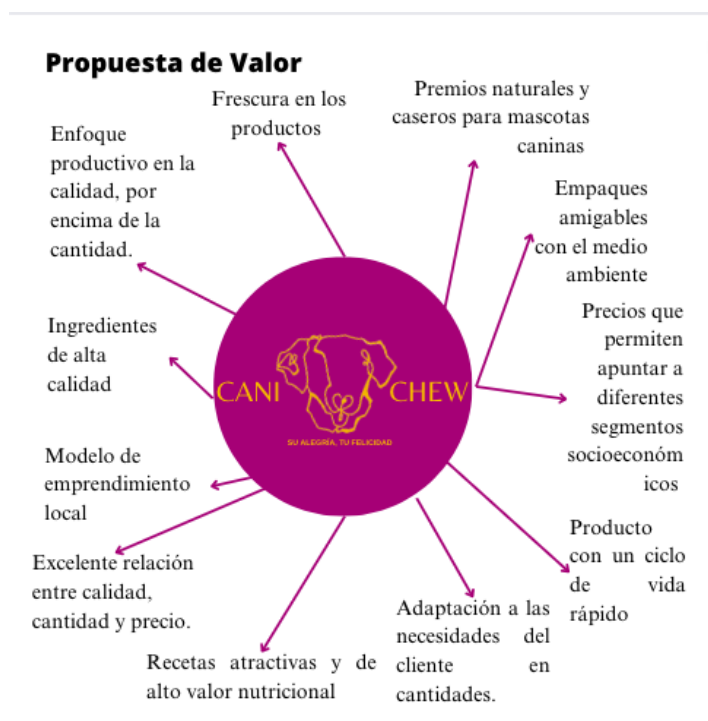 Propuesta de Valor
Frescura en los
productos
Premios naturales y
caseros para mascotas
caninas
Enfoque
productivo en la
calidad, por
encima de la
cantidad.
Empaques
amigables
con el medio
ambiente
Ingredientes
de alta
calidad
Precios que
permiten
apuntar a
diferentes
segmentos
socioeconóm
icos
CANI CHEW
SU ALEGRÍA, TU FELICIDAD
Modelo de
emprendimiento
local
Producto
con un ciclo
de vida
rápido
Excelente relación
entre calidad,
cantidad y precio.
Adaptación a las
necesidades del
cliente en
cantidades.
Recetas atractivas y de
alto valor nutricional